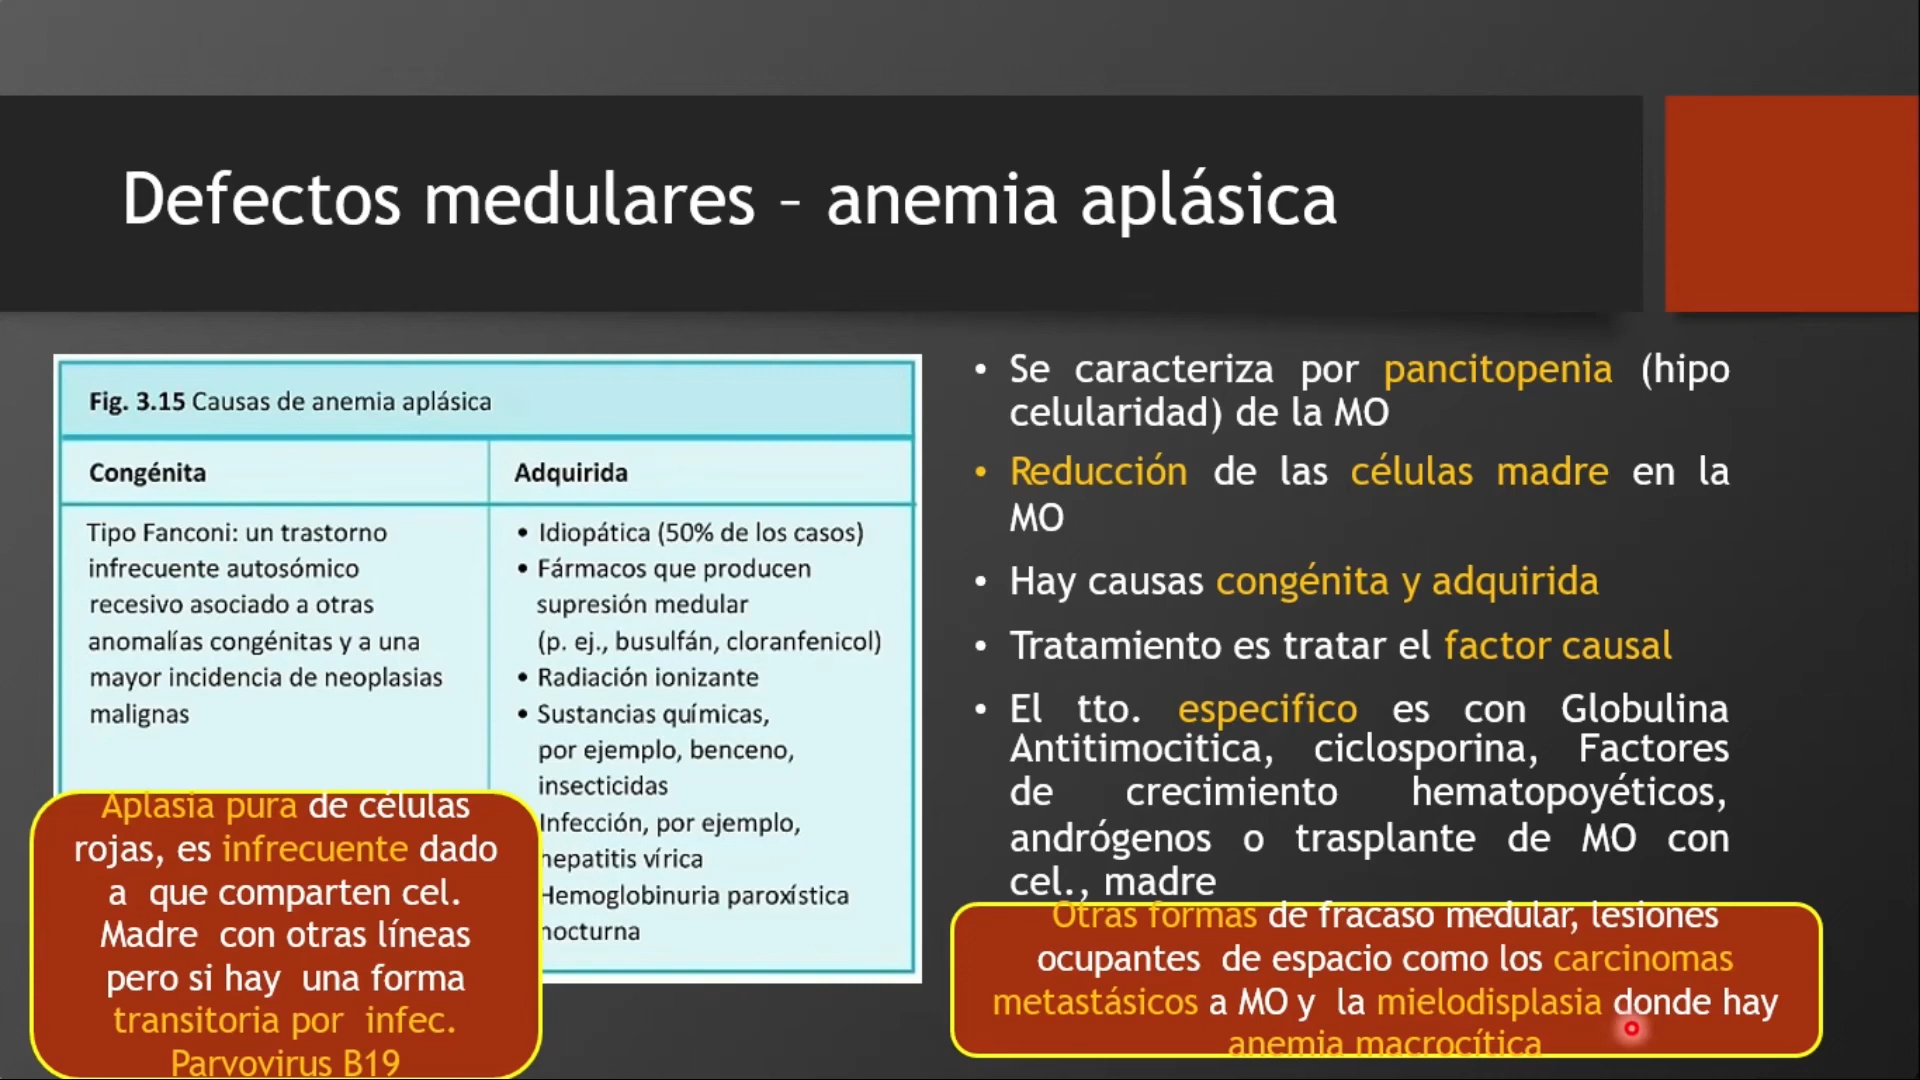 Defectos medulares – anemia aplásica
Fig. 3.15 Causas de anemia aplásica
Congénita
Tipo Fanconi: un trastorno
infrecuente autosómico
recesivo asociado a otras
anomalías congénitas y a una
mayor incidencia de neoplasias
malignas
Adquirida
• Idiopática (50% de los casos)
• Fármacos que producen
supresión medular
(p. ej., busulfán, cloranfenicol)
• Radiación ionizante
• Sustancias químicas,
por ejemplo, benceno,
insecticidas
Infección, por ejemplo,
hepatitis vírica
Hemoglobinuria paroxística
nocturna
Aplasia pura de células
rojas, es infrecuente dado
a que comparten cel.
Madre con otras líneas
pero si hay una forma
transitoria por infec.
Parvovirus B19
• Se caracteriza por pancitopenia (hipo
celularidad) de la MO
• Reducción de las células madre en la
MO
• Hay causas congénita y adquirida
• Tratamiento es tratar el factor causal
• El tto. especifico es con Globulina
Antitimocitica, ciclosporina, Factores
de crecimiento hematopoyéticos,
andrógenos o trasplante de MO con
cel., madre
Otras formas de fracaso medular, lesiones
ocupantes de espacio como los carcinomas
metastásicos a MO y la mielodisplasia donde hay
anemia macrocítica